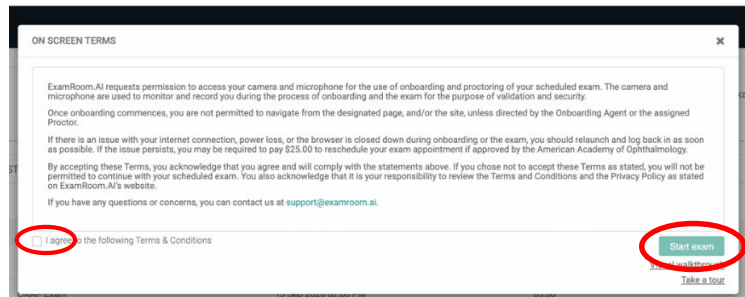 ON SCREEN TERMS
ExamRoom.AI requests permission to access your camera and microphone for the use of onboarding and proctoring of your scheduled exam. The camera and
microphone are used to monitor and record you during the process of onboarding and the exam for the purpose of validation and security.
Once onboarding commences, you are not permitted to navigate from the designated page, and/or the site, unless directed by the Onboarding Agent or the assigned
Proctor.
If there is an issue with your internet connection, power loss, or the browser is closed down during onboarding or the exam, you should relaunch and log back in as soon
as possible. If the issue persists, you may be required to pay $25.00 to reschedule your exam appointment if approved by the American Academy of Ophthalmology.
By accepting these Terms, you acknowledge that you agree and will comply with the statements above. If you chose not to accept these Terms as stated, you will not be
permitted to continue with your scheduled exam. You also acknowledge that it is your responsibility to review the Terms and Conditions and the Privacy Policy as stated
on ExamRoom.AI's website.
If you have any questions or concerns, you can contact us at support@examroom.ai.
I agree to the following Terms & Conditions
Start exam
walkthrough
Take a tour